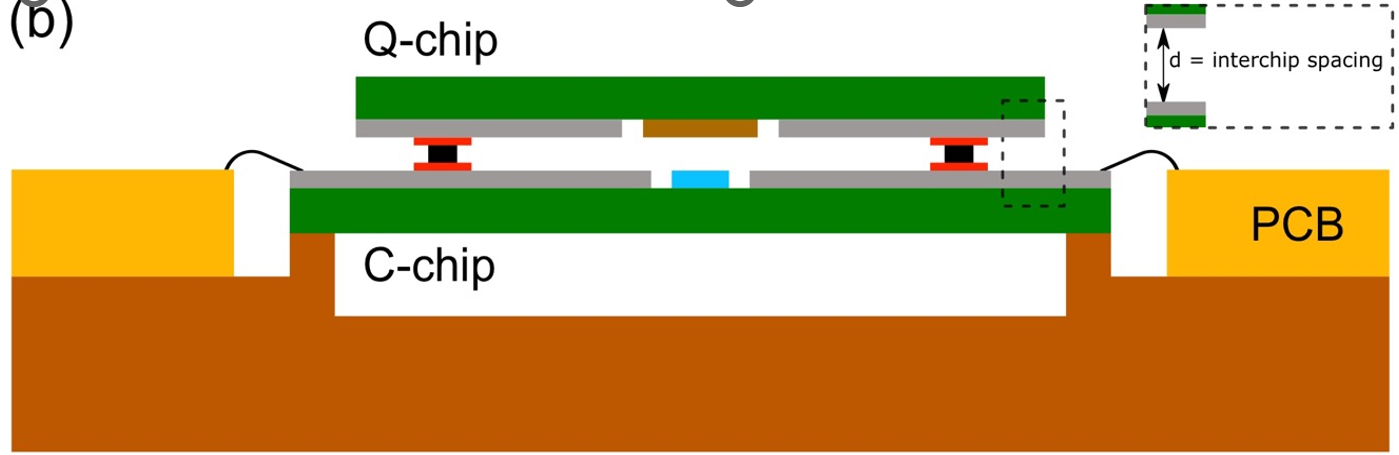 (b)
Q-chip
d = interchip spacing
PCB
C-chip